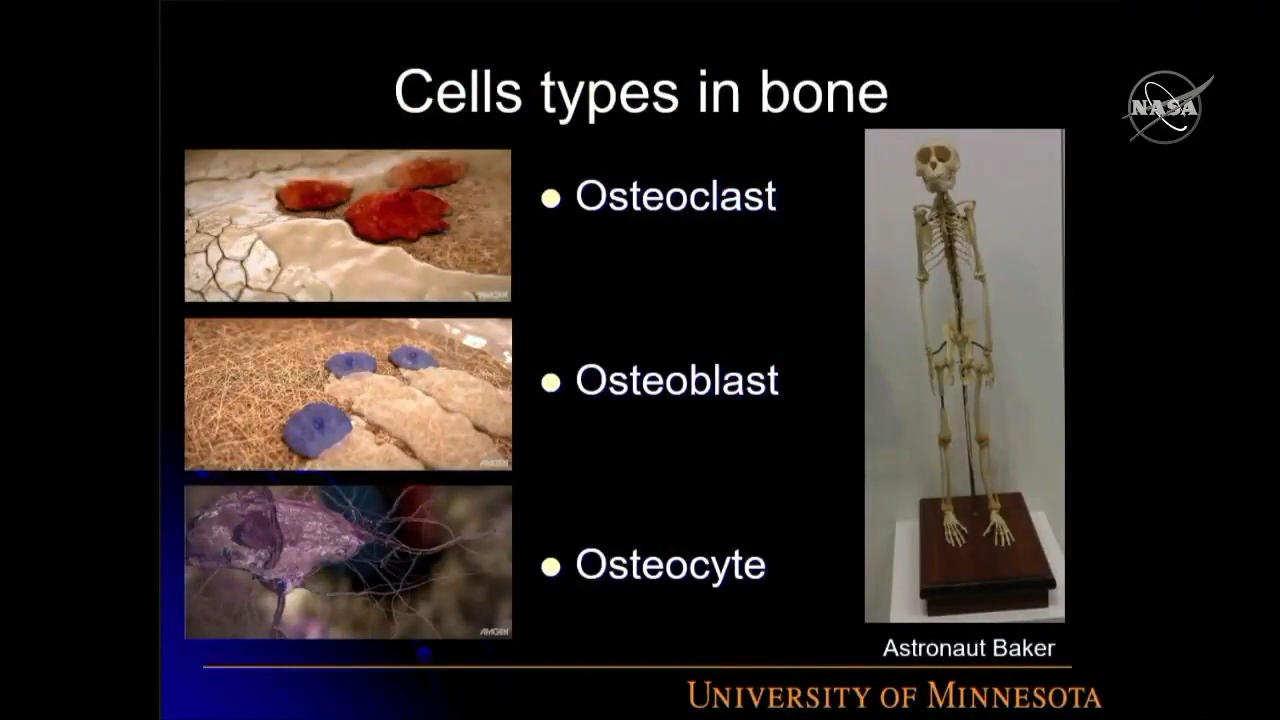 Cells types in bone
NASA
Osteoclast
AMGEN
Osteoblast
AMGEN
Osteocyte
AMGEN
Astronaut Baker
UNIVERSITY OF MINNESOTA